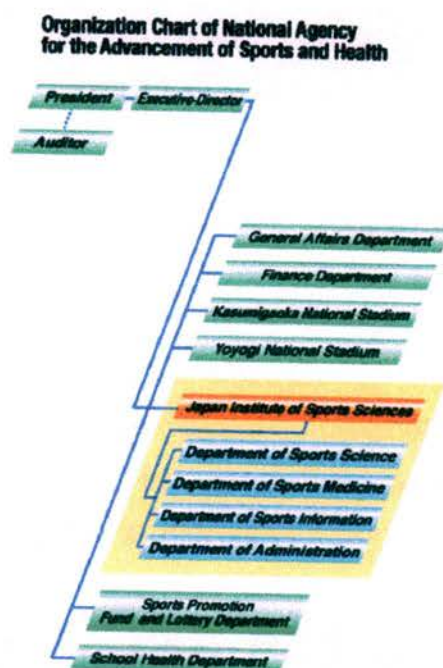 Organization Chart of National Agency
for the Advancement of Sports and Health
President
Executive-Director
Auditor
General Affairs Department
Finance Department
Kasumigaoka National Stadium
Yoyogi National Stadium
Japan Institute of Sports Sciences
Department of Sports Science
Department of Sports Medicine
Department of Sports Information
Department of Administration
Sports Promotion
Fund and Lottery Department
School Health Department